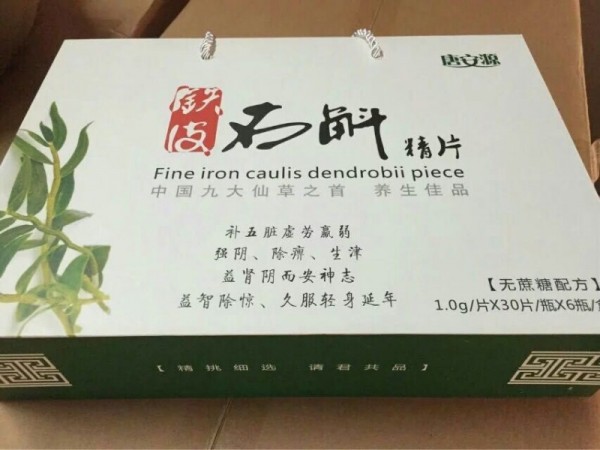 唐安源
铁皮石斛精片
Fine iron caulis dendrobii piece
中国九大仙草之首 养生佳品
补五脏虚劳羸弱
强阴、除痹、生津
益肾阴而安神志
益智除惊、久服轻身延年
【无蔗糖配方】
1.0g/片X30片/瓶X6瓶/
【精挑细选 请君共品】